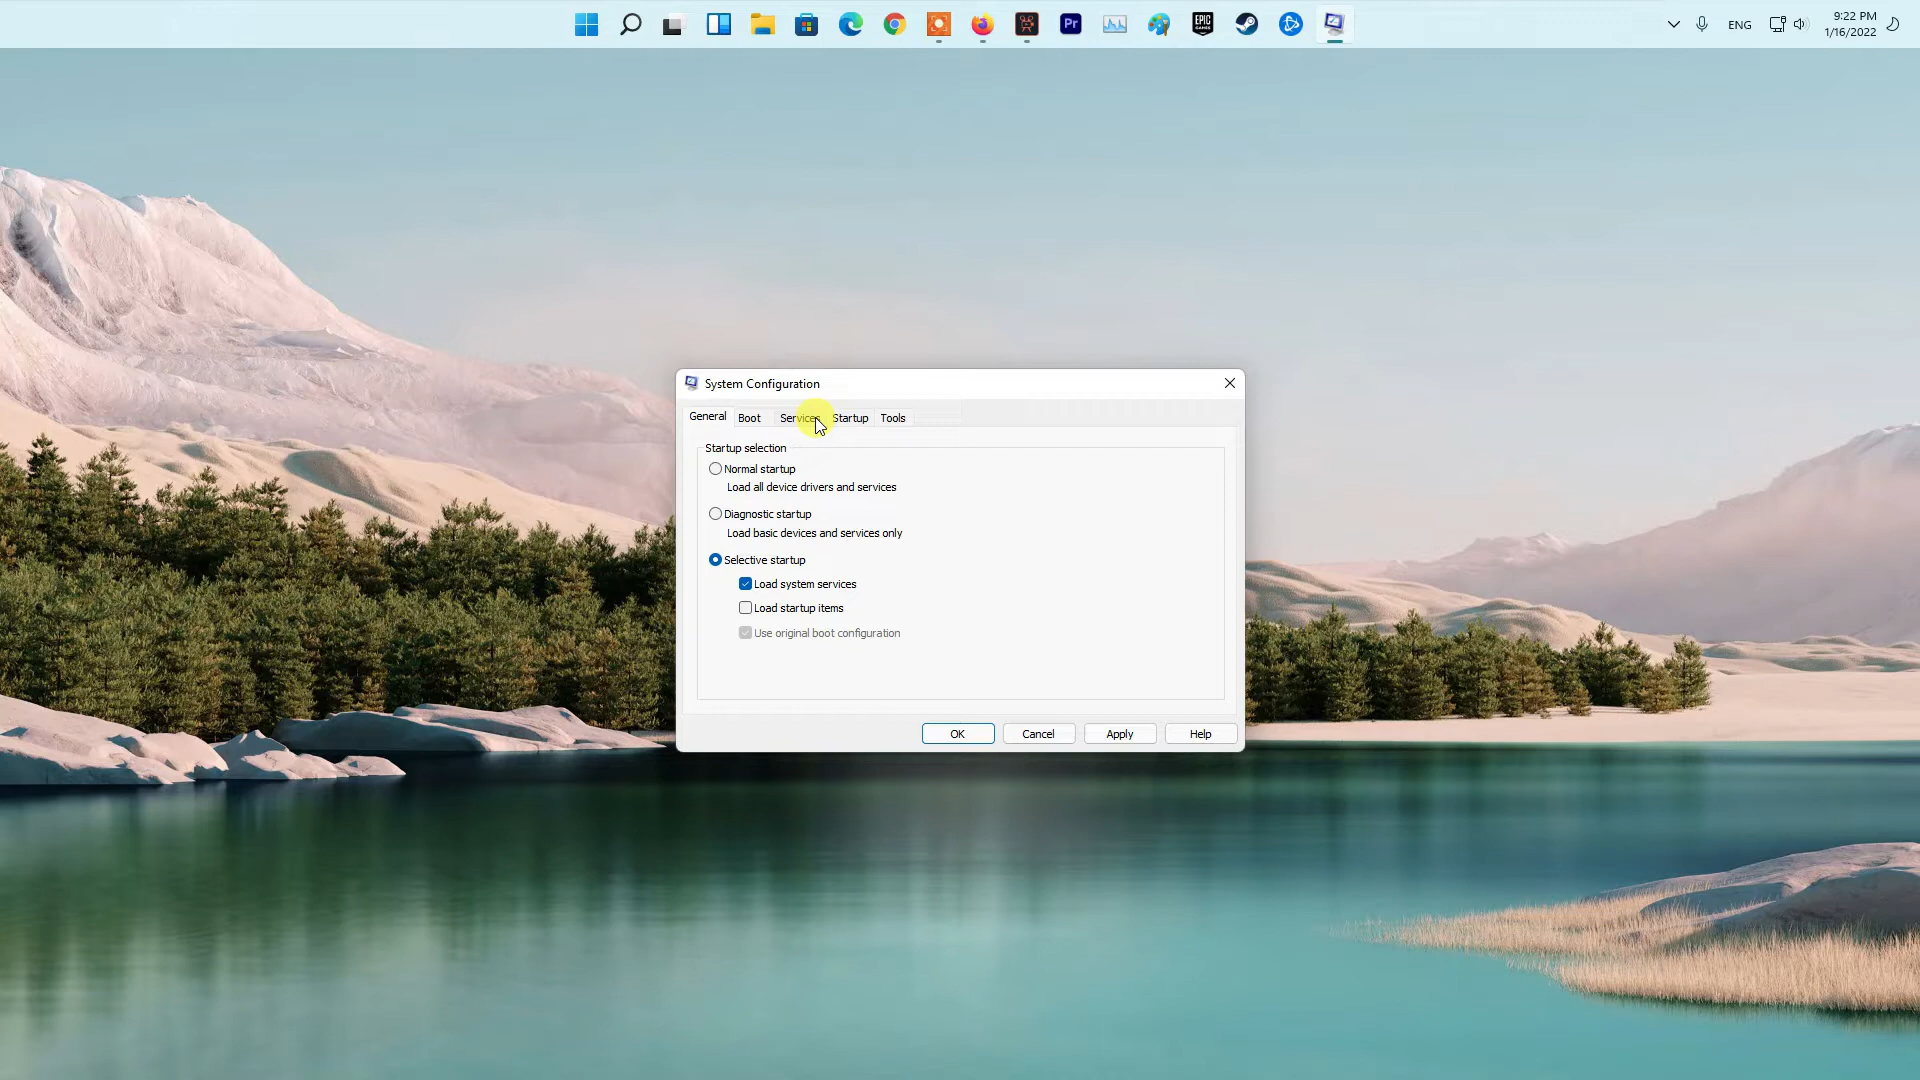 Pr
EPIC
GAMES
ENG
9:22 PM
1/16/2022
System Configuration
General Boot Services Startup Tools
Startup selection
Normal startup
Load all device drivers and services
Diagnostic startup
Load basic devices and services only
Selective startup
Load system services
Load startup items
Use original boot configuration
OK Cancel Apply Help